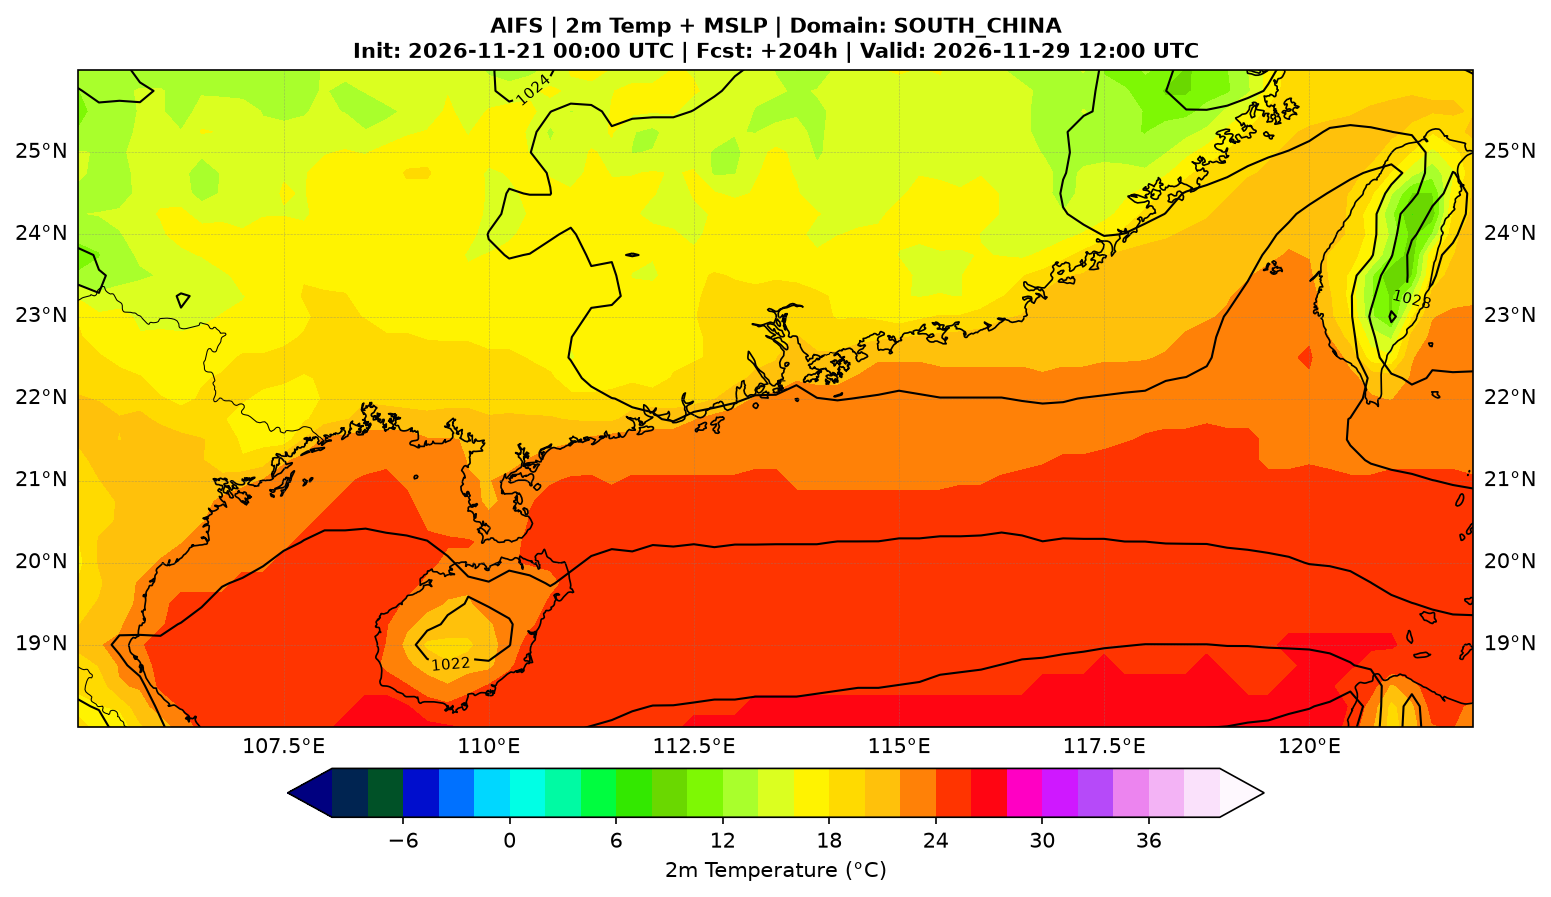 AIFS | 2m Temp + MSLP | Domain: SOUTH_CHINA
Init: 2026-11-21 00:00 UTC | Fcst: +204h | Valid: 2026-11-29 12:00 UTC
1024
25°N 25°N
24°N 24°N
1028
23°N 23°N
22°N 22°N
21°N 21°N
20°N 20°N
19°N 19°N
1022
107.5°E 110°E 112.5°E 115°E 117.5°E 120°E
−6 0 6 12 18 24 30 36
2m Temperature (°C)